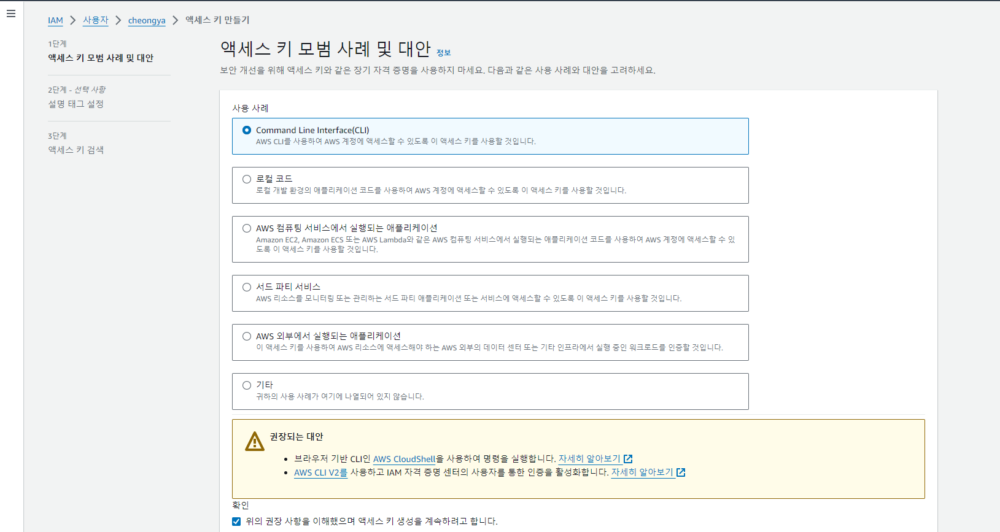 IAM > 사용자 > cheongya > 액세스 키 만들기
1단계
액세스 키 모범 사례 및 대안
2단계 - 선택 사항
설명 태그 설정
3단계
액세스 키 검색
액세스 키 모범 사례 및 대안 정보
보안 개선을 위해 액세스 키와 같은 장기 자격 증명을 사용하지 마세요. 다음과 같은 사용 사례와 대안을 고려하세요.
사용 사례
Command Line Interface(CLI)
AWS CLI를 사용하여 AWS 계정에 액세스할 수 있도록 이 액세스 키를 사용할 것입니다.
로컬 코드
로컬 개발 환경의 애플리케이션 코드를 사용하여 AWS 계정에 액세스할 수 있도록 이 액세스 키를 사용할 것입니다.
AWS 컴퓨팅 서비스에서 실행되는 애플리케이션
Amazon EC2, Amazon ECS 또는 AWS Lambda와 같은 AWS 컴퓨팅 서비스에서 실행되는 애플리케이션 코드를 사용하여 AWS 계정에 액세스할 수 있
도록 이 액세스 키를 사용할 것입니다.
서드 파티 서비스
AWS 리소스를 모니터링 또는 관리하는 서드 파티 애플리케이션 또는 서비스에 액세스할 수 있도록 이 액세스 키를 사용할 것입니다.
AWS 외부에서 실행되는 애플리케이션
이 액세스 키를 사용하여 AWS 리소스에 액세스해야 하는 AWS 외부의 데이터 센터 또는 기타 인프라에서 실행 중인 워크로드를 인증할 것입니다.
기타
귀하의 사용 사례가 여기에 나열되어 있지 않습니다.
권장되는 대안
• 브라우저 기반 CLI인 AWS CloudShell을 사용하여 명령을 실행합니다. 자세히 알아보기
• AWS CLI V2를 사용하고 IAM 자격 증명 센터의 사용자를 통한 인증을 활성화합니다. 자세히 알아보기
확인
위의 권장 사항을 이해했으며 액세스 키 생성을 계속하려고 합니다.